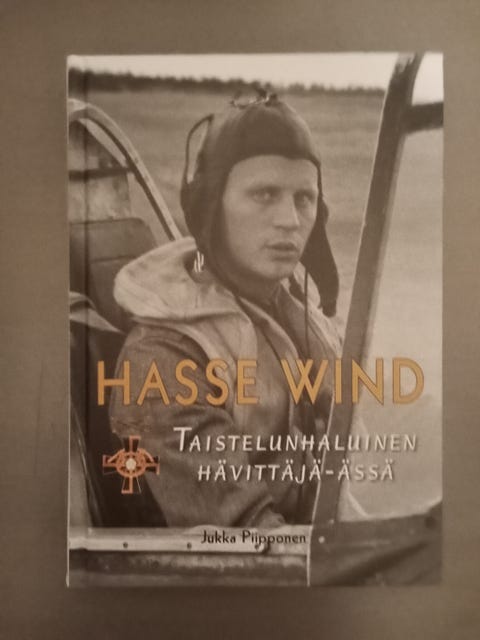 HASSE WIND
TAISTELUNHALUINEN
HÄVITTÄJÄ-ÄSSÄ
Jukka Piipponen